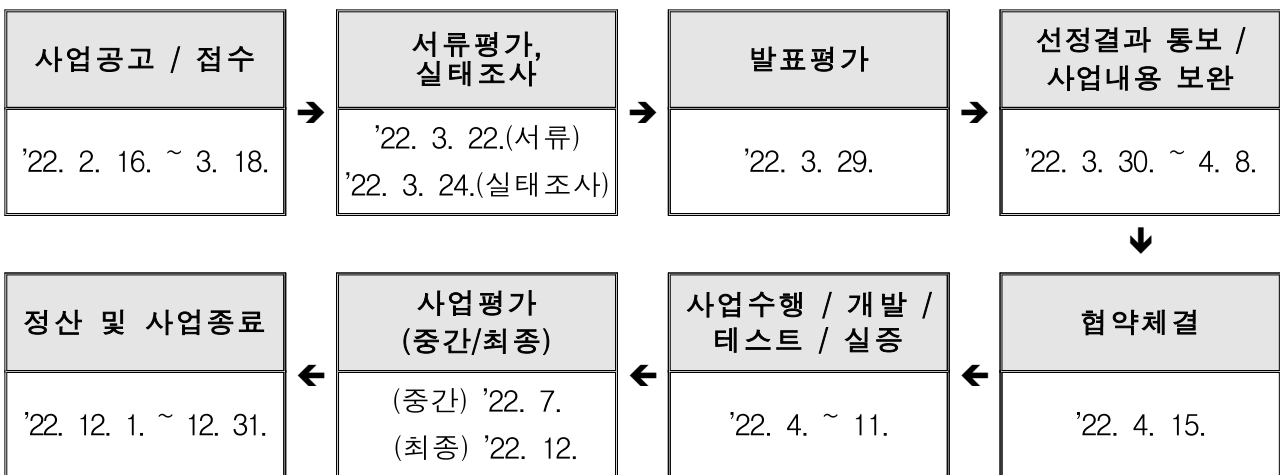 사업공고 / 접수
'22. 2. 16. ~ 3. 18.
서류평가,
실태조사
'22. 3. 22.(서류)
'22. 3. 24.(실태조사)
발표평가
'22. 3. 29.
선정결과 통보 /
사업내용 보완
'22. 3. 30. ~ 4. 8.
협약체결
'22. 4. 15.
사업수행 / 개발 /
테스트 / 실증
'22. 4. ~ 11.
사업평가
(중간/최종)
(중간) '22. 7.
(최종) '22. 12.
정산 및 사업종료
'22. 12. 1. ~ 12. 31.